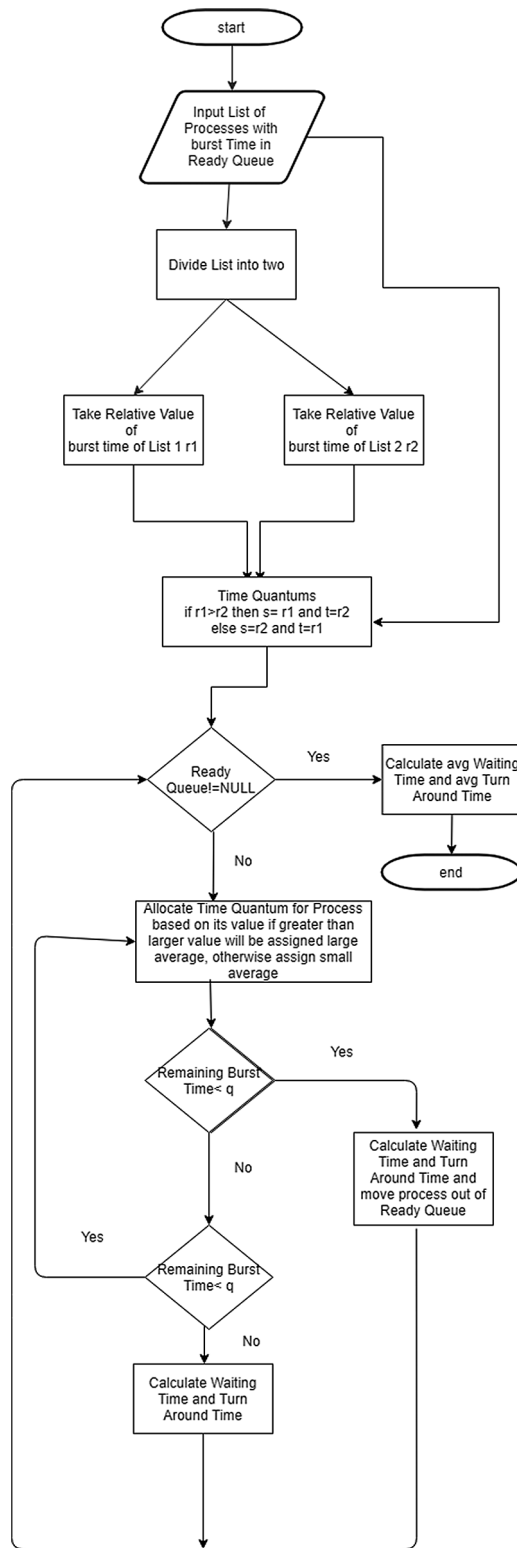 start
Input List of
Processes with
burst Time in
Ready Queue
Divide List into two
Take Relative Value
of
burst time of List 1 r1
Take Relative Value
of
burst time of List 2 r2
Time Quantums
if r1>r2 then s= r1 and t=r2
else s=r2 and t=r1
Ready
Queue!=NULL
Yes
Calculate avg Waiting
Time and avg Turn
Around Time
No
end
Allocate Time Quantum for Process
based on its value if greater than
larger value will be assigned large
average, otherwise assign small
average
Remaining Burst
Time< q
Yes
Calculate Waiting
Time and Turn
Around Time and
move process out of
Ready Queue
No
Yes
Remaining Burst
Time< q
No
Calculate Waiting
Time and Turn
Around Time